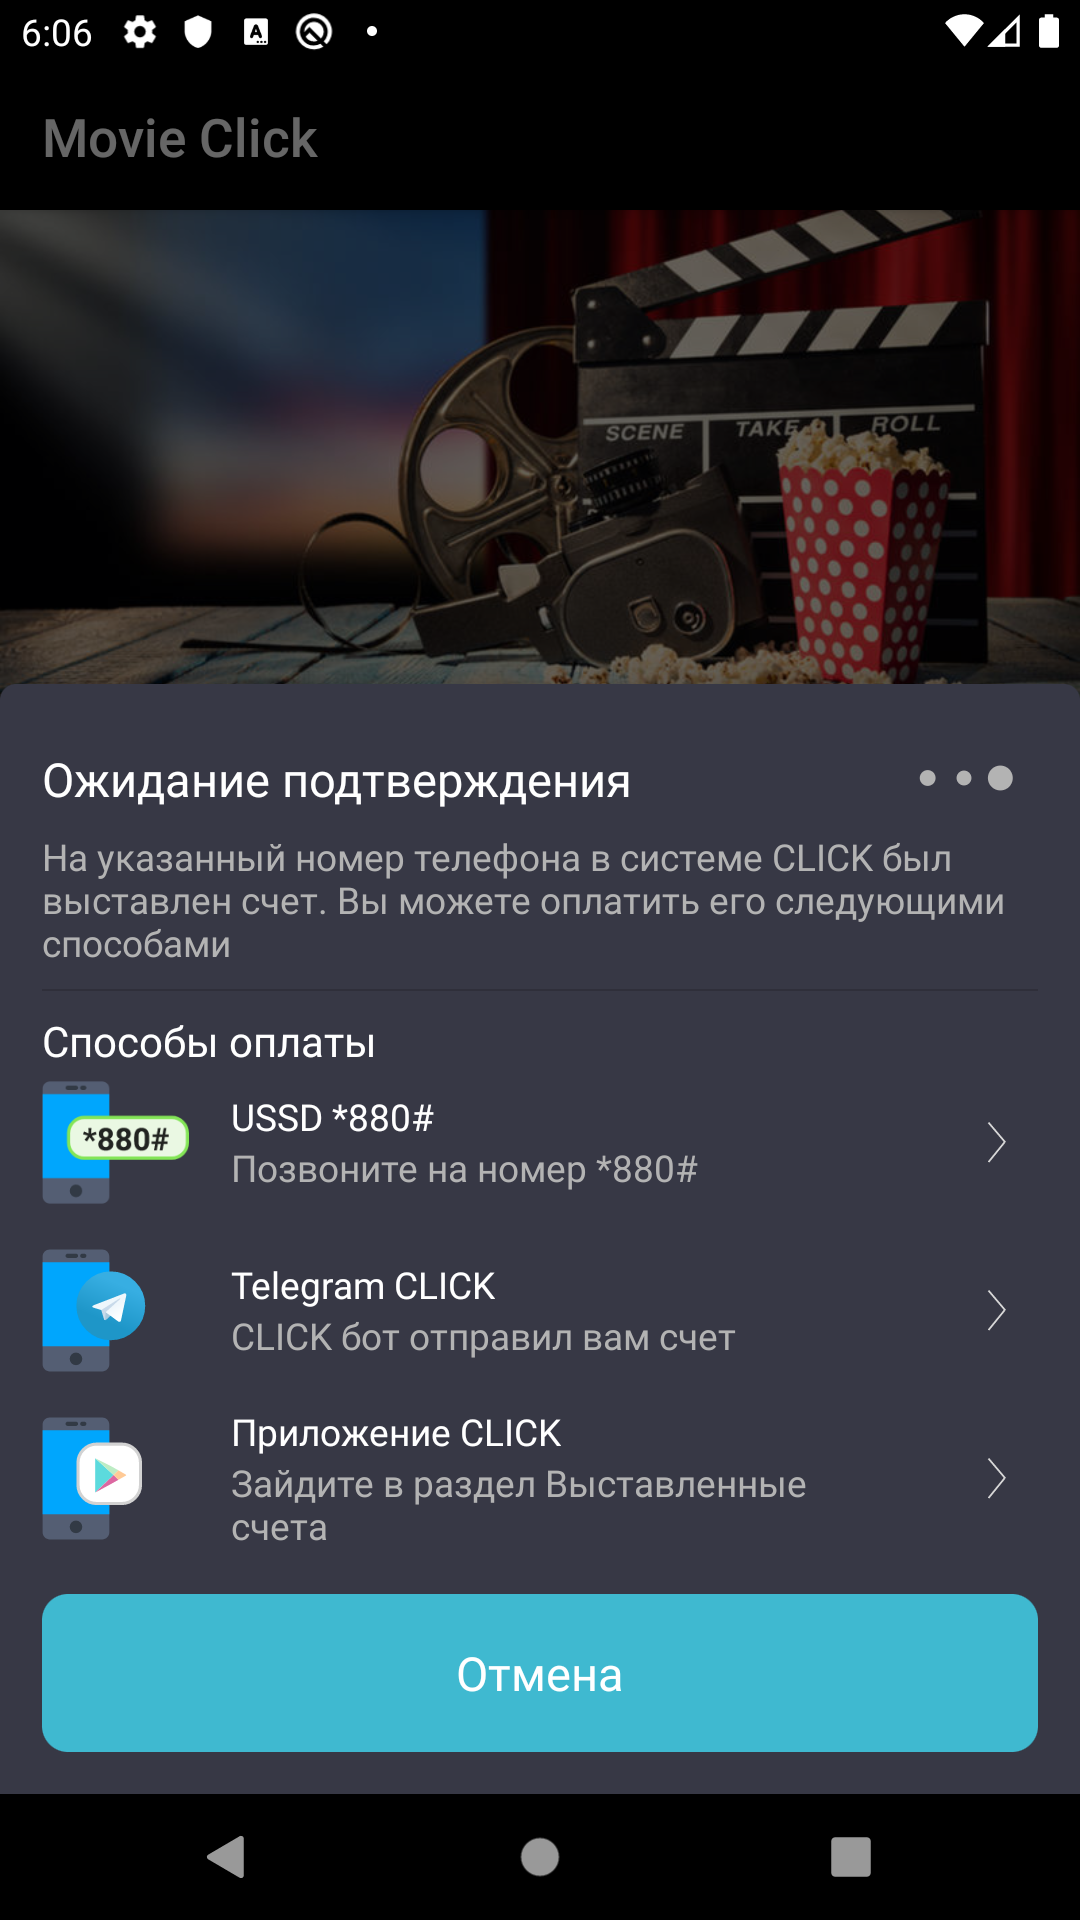 6:06
Movie Click
SCENE TAKE ROLL
Ожидание подтверждения
На указанный номер телефона в системе CLICK был
выставлен счет. Вы можете оплатить его следующими
способами
Способы оплаты
*880#
USSD *880#
Позвоните на номер *880#
Telegram CLICK
CLICK бот отправил вам счет
Приложение CLICK
Зайдите в раздел Выставленные
счета
Отмена